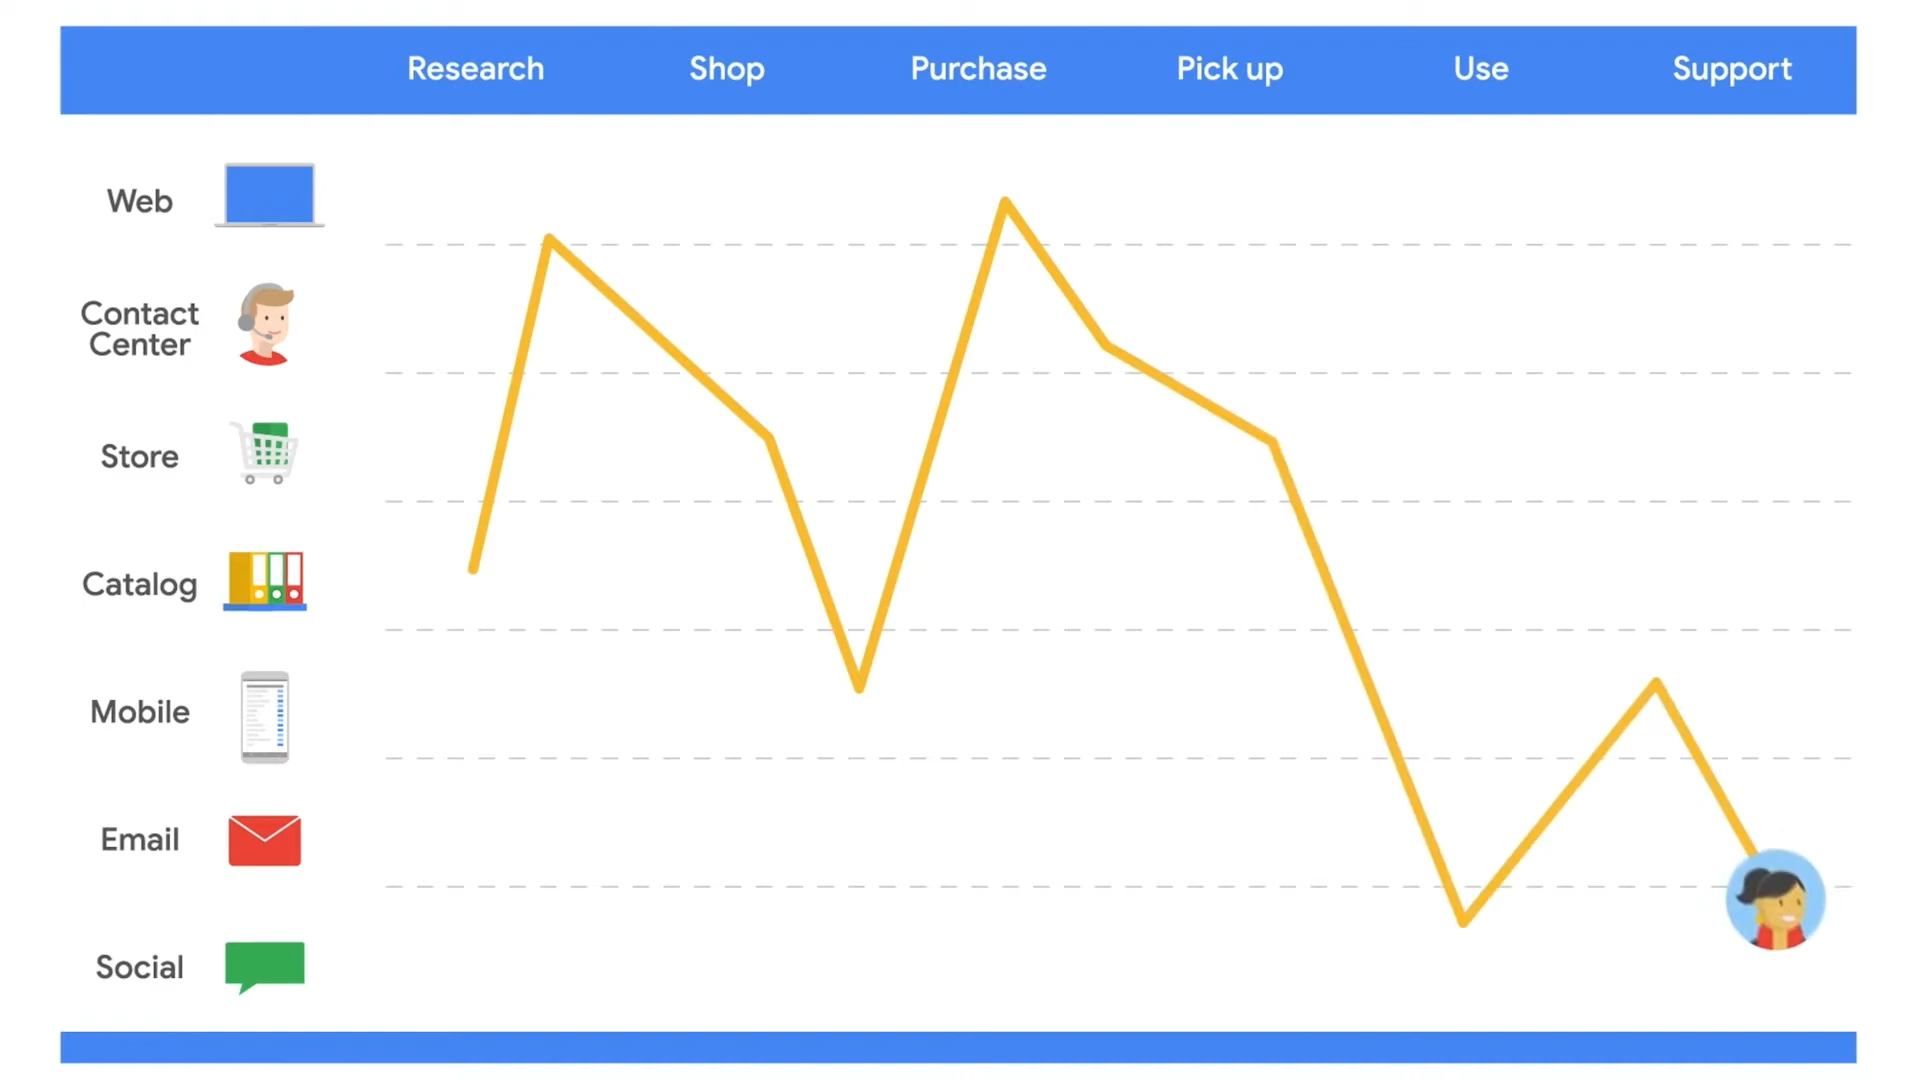 Research Shop Purchase Pick up Use Support
Web
Contact
Center
Store
Catalog
Mobile
Email
Social